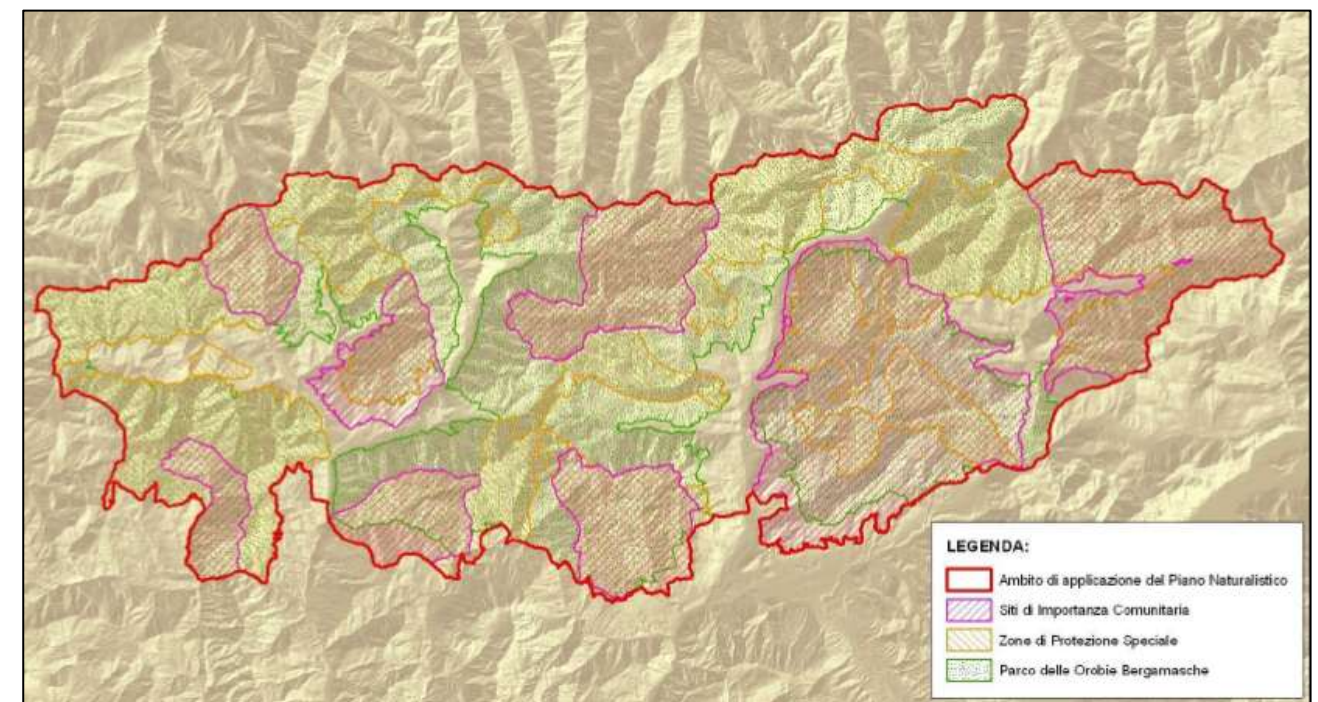 LEGENDA:
Ambito di applicazione del Piano Naturalistico
Siti di Importanza Comunitaria
Zone di Protezione Speciale
Parco delle Orobie Bergamasche